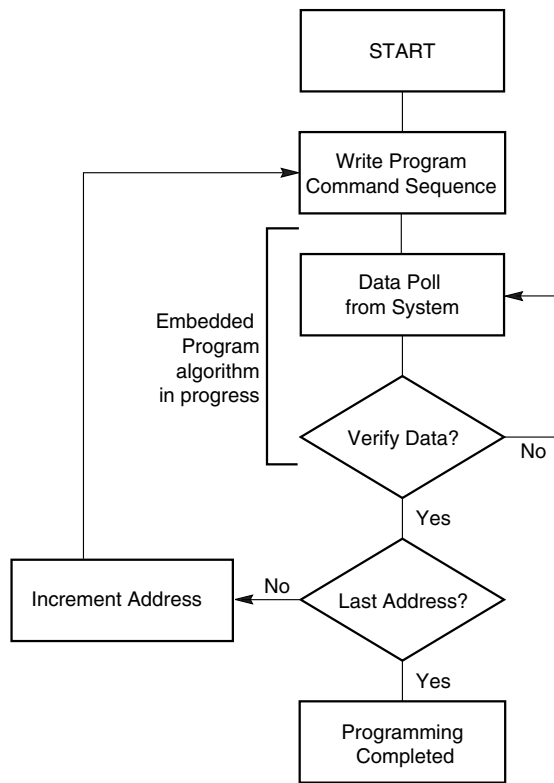 START
Write Program
Command Sequence
Data Poll
from System
Embedded
Program
algorithm
in progress
Verify Data?
No
Yes
Last Address?
No
Increment Address
Yes
Programming
Completed